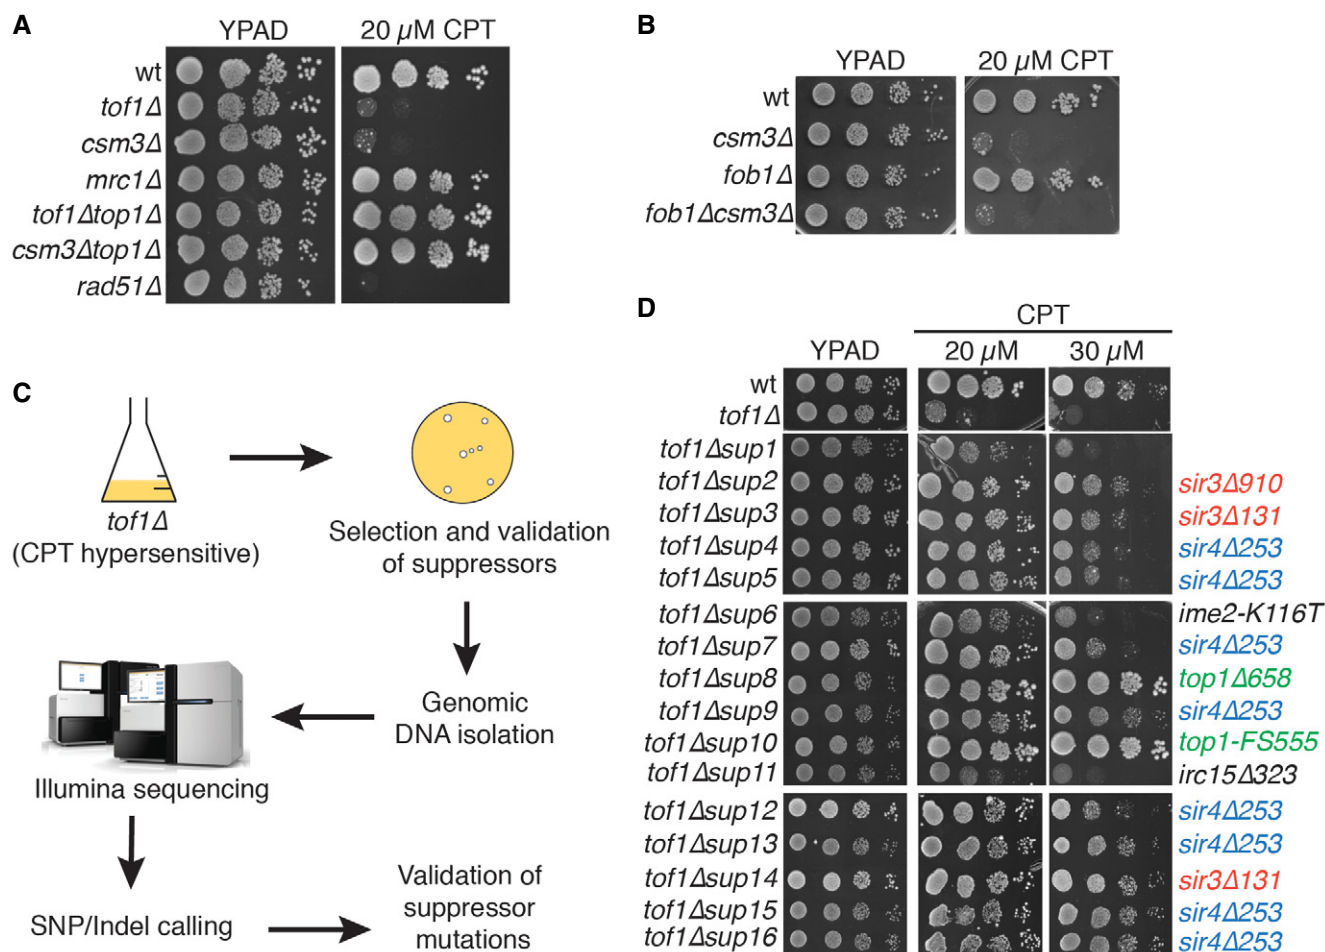 A
YPAD 20 µM CPT
wt
tof1Δ
csm3Δ
mrc1Δ
tof1Δtop1Δ
csm3Δtop1Δ
rad51Δ
B
YPAD 20 µM CPT
wt
csm3Δ
fob1Δ
fob1Δcsm3Δ
C
tof1Δ
(CPT hypersensitive)
Selection and validation
of suppressors
Genomic
DNA isolation
Illumina sequencing
SNP/Indel calling
Validation of
suppressor
mutations
D
CPT
YPAD 20 µM 30 µM
wt
tof1Δ
tof1Δsup1
tof1Δsup2 sir3Δ910
tof1Δsup3 sir3Δ131
tof1Δsup4 sir4Δ253
tof1Δsup5 sir4Δ253
tof1Δsup6 ime2-K116T
tof1Δsup7 sir4Δ253
tof1Δsup8 top1Δ658
tof1Δsup9 sir4Δ253
tof1Δsup10 top1-FS555
tof1Δsup11 irc15Δ323
tof1Δsup12 sir4Δ253
tof1Δsup13 sir4Δ253
tof1Δsup14 sir3Δ131
tof1Δsup15 sir4Δ253
tof1Δsup16 sir4Δ253